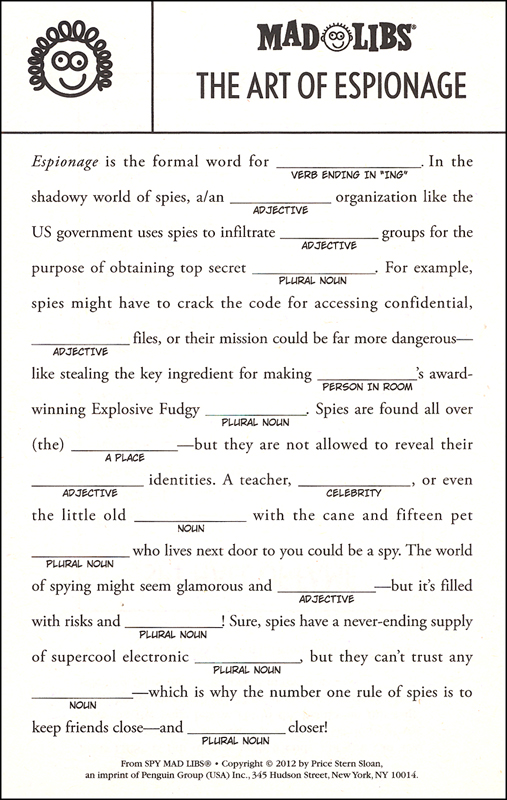 MAD LIBS®
THE ART OF ESPIONAGE
Espionage is the formal word for ____________. In the
VERB ENDING IN "ING"
shadowy world of spies, a/an ____________ organization like the
ADJECTIVE
US government uses spies to infiltrate ____________ groups for the
ADJECTIVE
purpose of obtaining top secret ____________. For example,
PLURAL NOUN
spies might have to crack the code for accessing confidential,
____________ files, or their mission could be far more dangerous—
ADJECTIVE
like stealing the key ingredient for making ____________'s award-
PERSON IN ROOM
winning Explosive Fudgy ____________. Spies are found all over
PLURAL NOUN
(the) ____________—but they are not allowed to reveal their
A PLACE
____________ identities. A teacher, ____________, or even
ADJECTIVE CELEBRITY
the little old ____________ with the cane and fifteen pet
NOUN
____________ who lives next door to you could be a spy. The world
PLURAL NOUN
of spying might seem glamorous and ____________—but it's filled
ADJECTIVE
with risks and ____________! Sure, spies have a never-ending supply
PLURAL NOUN
of supercool electronic ____________, but they can't trust any
PLURAL NOUN
____________—which is why the number one rule of spies is to
NOUN
keep friends close—and ____________ closer!
PLURAL NOUN
From SPY MAD LIBS® • Copyright © 2012 by Price Stern Sloan,
an imprint of Penguin Group (USA) Inc., 345 Hudson Street, New York, NY 10014.